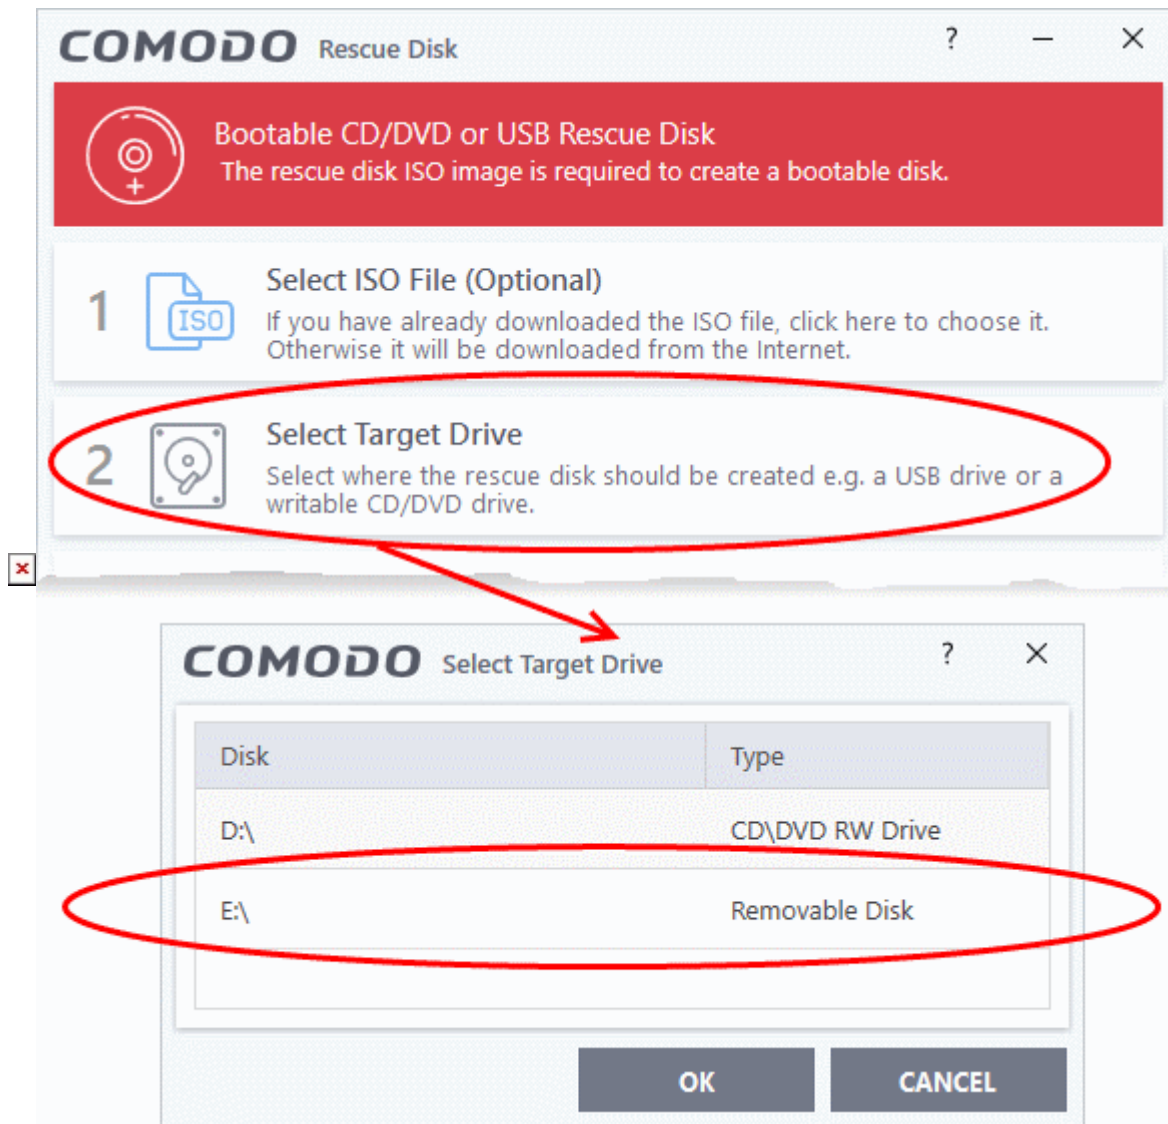 COMODO Rescue Disk ? — X
Bootable CD/DVD or USB Rescue Disk
The rescue disk ISO image is required to create a bootable disk.
1 ISO Select ISO File (Optional)
If you have already downloaded the ISO file, click here to choose it.
Otherwise it will be downloaded from the Internet.
2 Select Target Drive
Select where the rescue disk should be created e.g. a USB drive or a
writable CD/DVD drive.
COMODO Select Target Drive ? X
Disk Type
D:\ CD\DVD RW Drive
E:\ Removable Disk
OK CANCEL